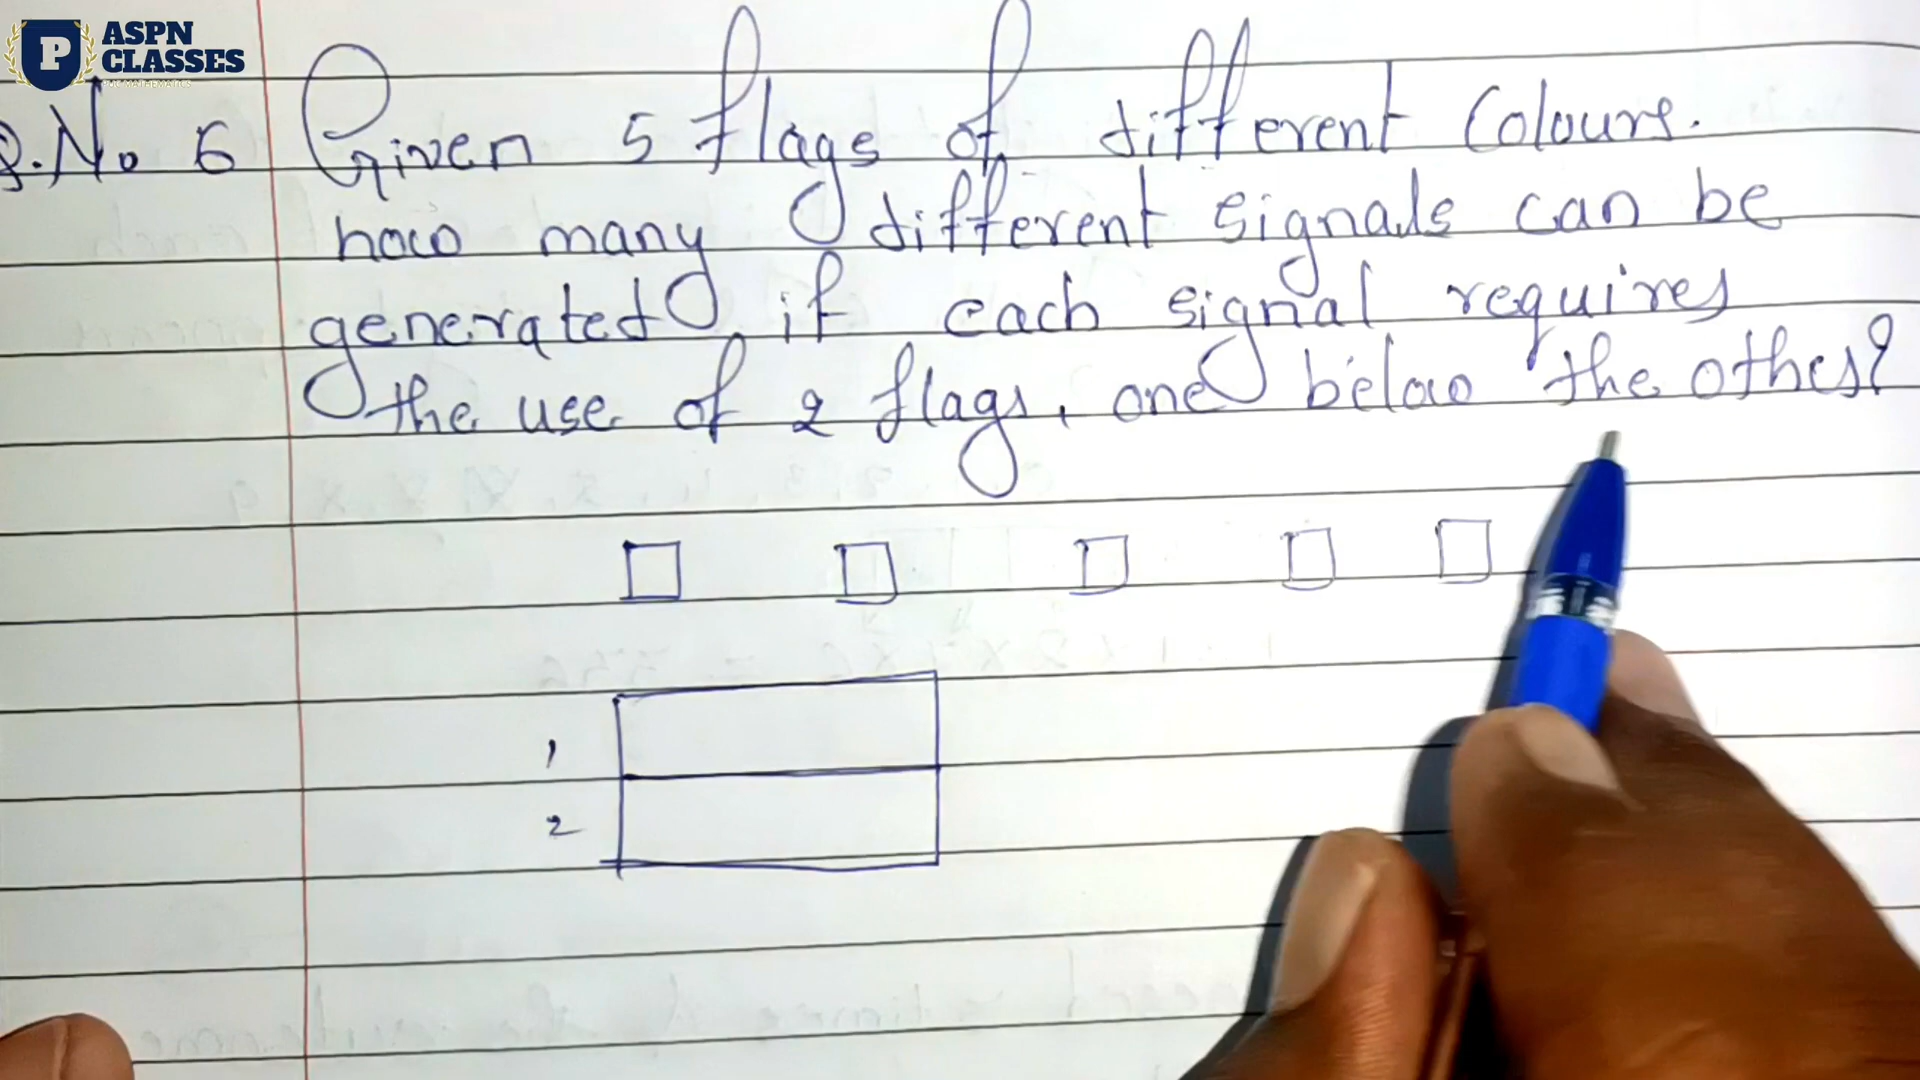 P ASPN
CLASSES
Q.No 6 Given 5 flags of different Colours.
how many different signals can be
generated if each signal requires
the use of 2 flags, one below the other?
1
2